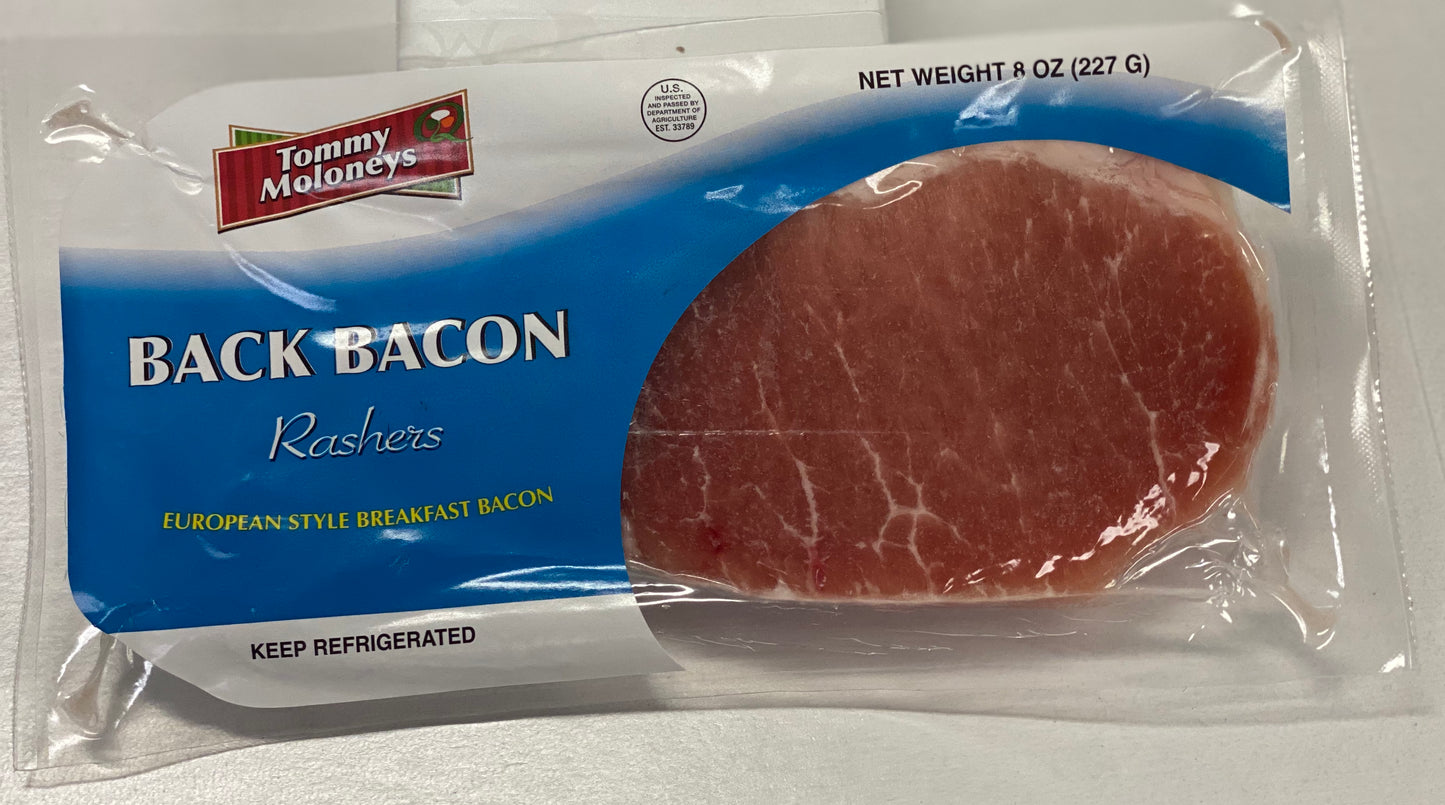 Tommy
Moloneys
U.S.
INSPECTED
AND PASSED BY
DEPARTMENT OF
AGRICULTURE
EST. 33789
NET WEIGHT 8 OZ (227 G)
BACK BACON
Rashers
EUROPEAN STYLE BREAKFAST BACON
KEEP REFRIGERATED